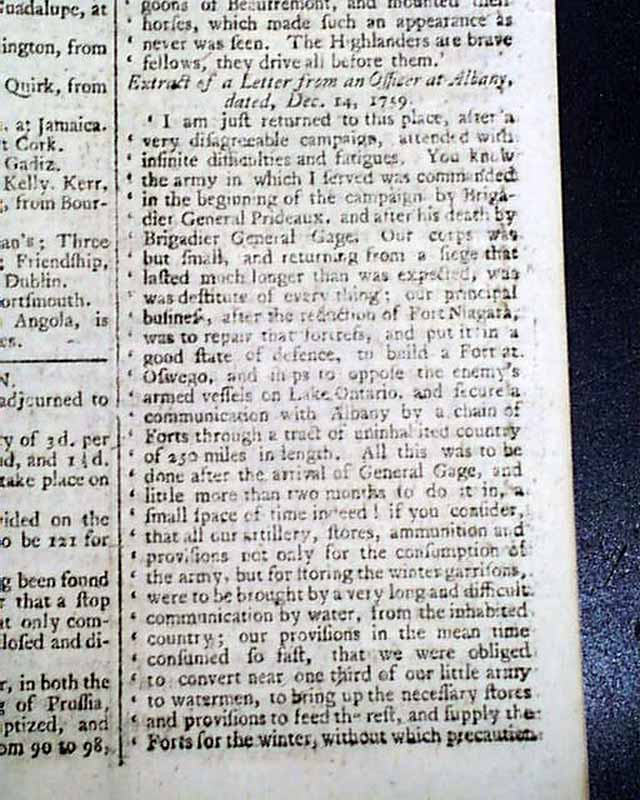 Guadalupe, at
lington, from
Quirk, from
. at Jamaica.
t Cork.
Gadiz.
Kelly. Kerr,
, from Bour-
an's; Three
; Friendſhip,
Dublin.
ortſmouth.
Angola, is
es.
N.
adjourned to
y of 3 d. per
d, and 1½d.
take place on
vided on the
o be 121 for
g been found
r that a ſtop
at only com-
loſed and di-
r, in both the
g of Pruſſia,
ptized, and
om 90 to 98,
‘ goons of Beaufremont, and mounted their
‘ horſes, which made ſuch an appearance as
‘ never was ſeen. The Highlanders are brave
‘ fellows, they drive all before them.’
Extract of a Letter from an Officer at Albany,
dated, Dec. 14, 1759.
‘ I am juſt returned to this place, after a
‘ very diſagreeable campaign, attended with
‘ infinite difficulties and fatigues. You know
‘ the army in which I ſerved was commanded
‘ in the beginning of the campaign by Briga-
‘ dier General Prideaux, and after his death by
‘ Brigadier General Gage. Our corps was
‘ but ſmall, and returning from a ſiege that
‘ laſted much longer than was expected, was
‘ was deſtitute of every thing; our principal
‘ buſineſs, after the reduction of Fort Niagara,
‘ was to repair that fortreſs, and put it in a
‘ good ſtate of defence, to build a Fort at
‘ Oſwego, and ſhips to oppoſe the enemy's
‘ armed veſſels on Lake Ontario, and ſecure a
‘ communication with Albany by a chain of
‘ Forts through a tract of uninhabited country
‘ of 250 miles in length. All this was to be
‘ done after the arrival of General Gage, and
‘ little more than two months to do it in, a
‘ ſmall ſpace of time indeed! if you conſider,
‘ that all our artillery, ſtores, ammunition and
‘ proviſions not only for the conſumption of
‘ the army, but for ſtoring the winter garriſons,
‘ were to be brought by a very long and difficult
‘ communication by water, from the inhabited
‘ country; our proviſions in the mean time
‘ conſumed ſo faſt, that we were obliged
‘ to convert near one third of our little army
‘ to watermen, to bring up the neceſſary ſtores
‘ and proviſions to feed the reſt, and ſupply the
‘ Forts for the winter, without which precaution